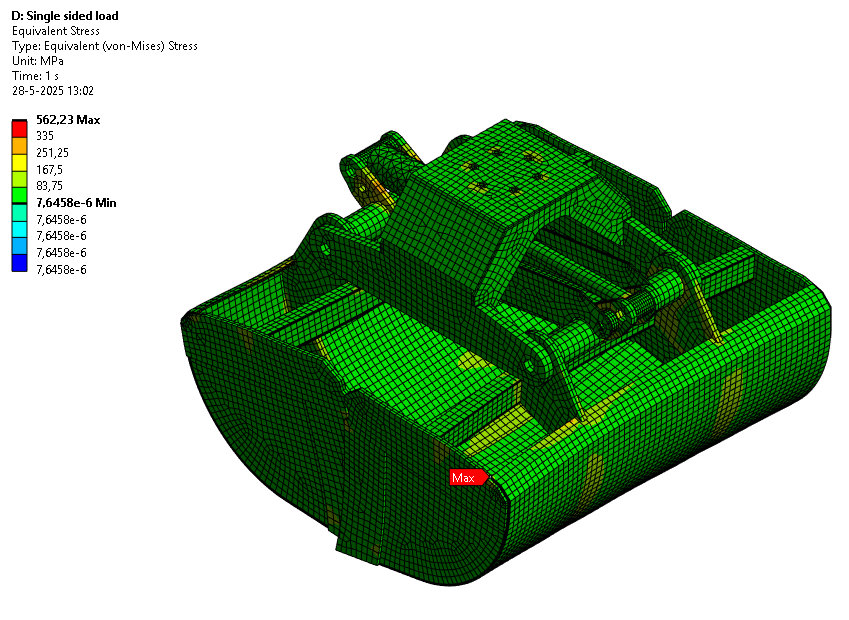 D: Single sided load
Equivalent Stress
Type: Equivalent (von-Mises) Stress
Unit: MPa
Time: 1 s
28-5-2025 13:02
562,23 Max
335
251,25
167,5
83,75
7,6458e-6 Min
7,6458e-6
7,6458e-6
7,6458e-6
7,6458e-6
Max